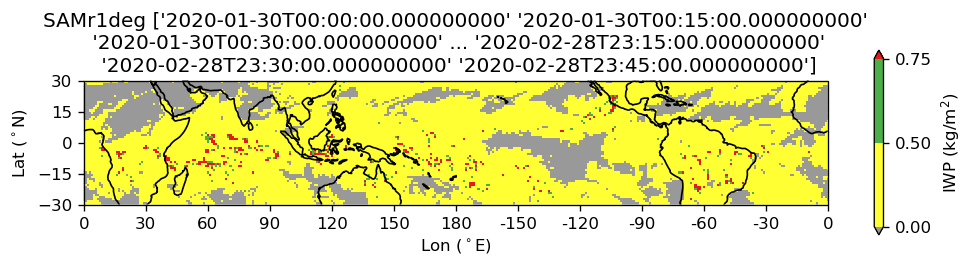 SAMr1deg ['2020-01-30T00:00:00.000000000' '2020-01-30T00:15:00.000000000'
'2020-01-30T00:30:00.000000000' ... '2020-02-28T23:15:00.000000000'
'2020-02-28T23:30:00.000000000' '2020-02-28T23:45:00.000000000']
Lat (°N)
30
15
0
−15
−30
0 30 60 90 120 150 180 -150 -120 -90 -60 -30 0
Lon (°E)
0.75
0.50
0.00
IWP (kg/m²)